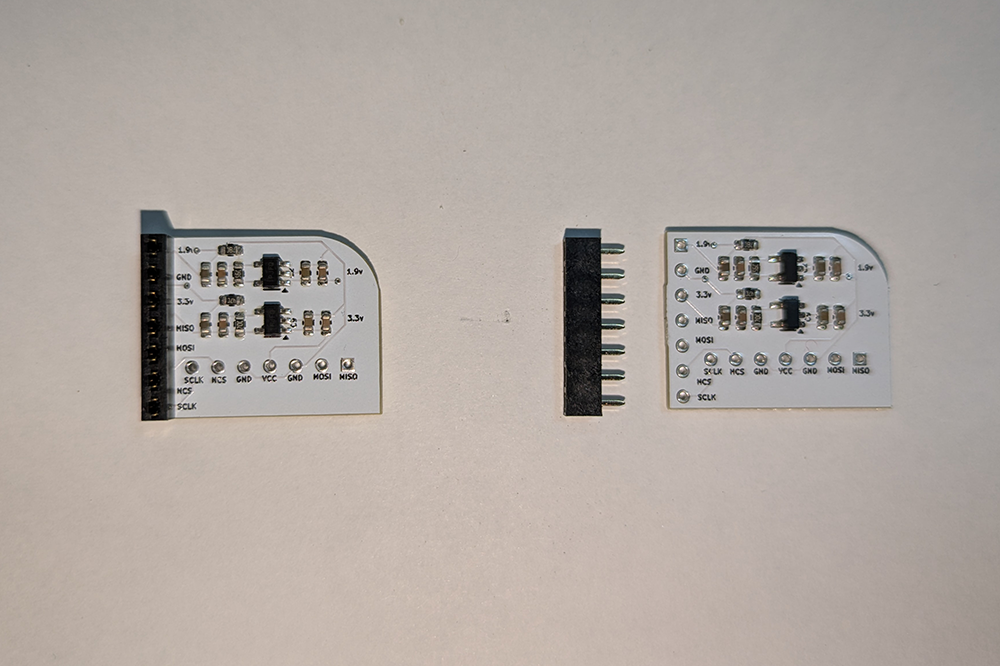 1.9v
GND
1.9v
3.3v
3.3v
MISO
MOSI
SCLK NCS GND VCC GND MOSI MISO
NCS
SCLK
1.9v
GND
1.9v
3.3v
3.3v
MISO
MOSI
SCLK NCS GND VCC GND MOSI MISO
NCS
SCLK